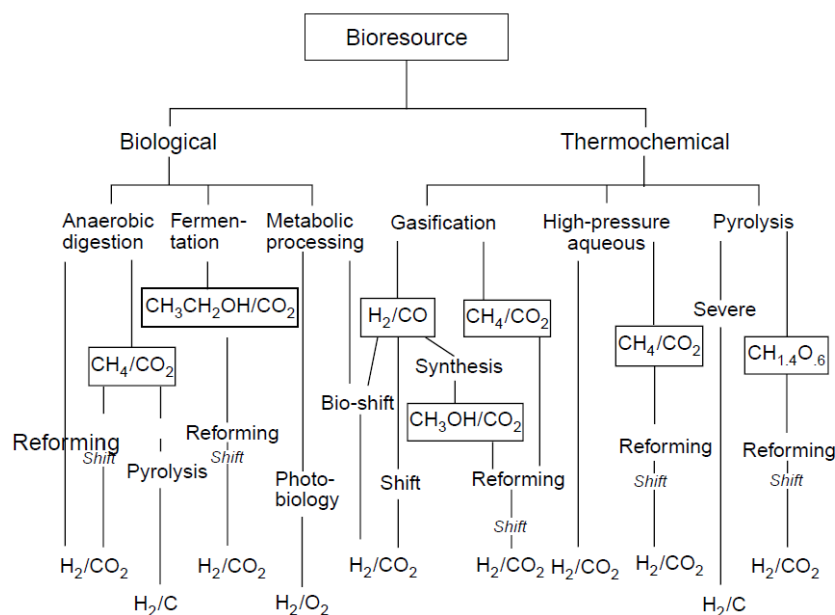 Bioresource
Biological
Thermochemical
Anaerobic
digestion
Fermen-
tation
Metabolic
processing
Gasification
High-pressure
aqueous
Pyrolysis
CH₃CH₂OH/CO₂
H₂/CO
CH₄/CO₂
Severe
CH₄/CO₂
CH₁.₄O.₆
CH₄/CO₂
Synthesis
Bio-shift
CH₃OH/CO₂
Reforming
Shift
Pyrolysis
Reforming
Shift
Photo-
biology
Shift
Reforming
Shift
Reforming
Shift
Reforming
Shift
H₂/CO₂
H₂/C
H₂/CO₂
H₂/O₂
H₂/CO₂
H₂/CO₂
H₂/CO₂
H₂/CO₂
H₂/C
H₂/CO₂